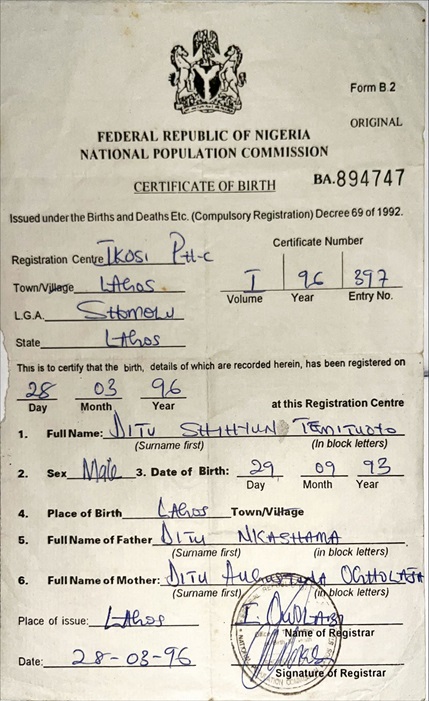 Form B.2
ORIGINAL
FEDERAL REPUBLIC OF NIGERIA
NATIONAL POPULATION COMMISSION
CERTIFICATE OF BIRTH BA.894747
Issued under the Births and Deaths Etc. (Compulsory Registration) Decree 69 of 1992.
Registration Centre IKOSI PH-C Certificate Number
Town/Village LAGOS I 96 397
Volume Year Entry No.
L.G.A. SHOMOLU
State LAGOS
This is to certify that the birth, details of which are recorded herein, has been registered on
28 03 96
Day Month Year at this Registration Centre
1. Full Name: DITU TEMITUOTO
(Surname first) (In block letters)
2. Sex Male 3. Date of Birth: 29 09 93
Day Month Year
4. Place of Birth LAGOS Town/Village
5. Full Name of Father DITU NKASHAMA
(Surname first) (in block letters)
6. Full Name of Mother: DITU
(Surname first) (in block letters)
Place of issue: LAGOS I.
Name of Registrar
Date: 28-03-96
Signature of Registrar